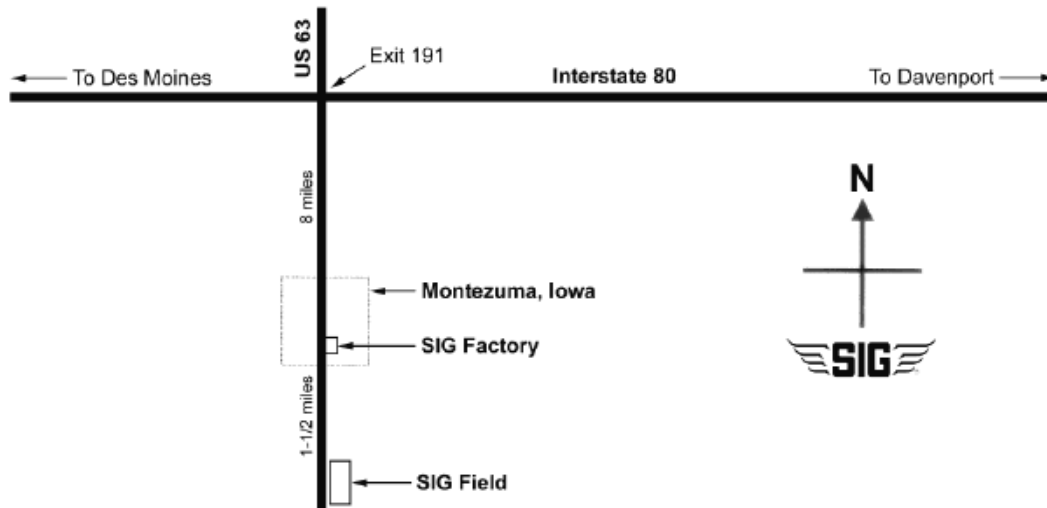 US 63
Exit 191
To Des Moines
Interstate 80
To Davenport
8 miles
N
Montezuma, Iowa
SIG Factory
SIG
1-1/2 miles
SIG Field